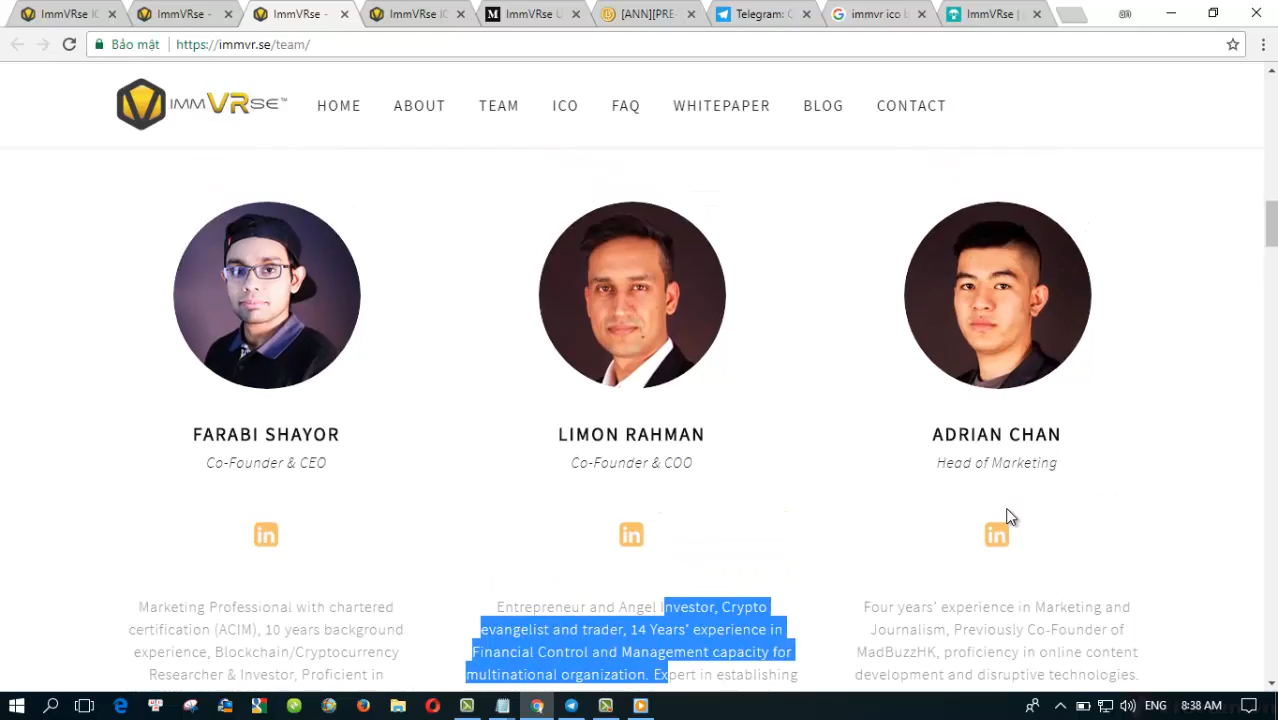 ImmVRse
ImmVRse -
ImmVRse -
ImmVRse IC
ImmVRse U
[ANN][PRE-
Telegram: C
immvr ico b
ImmVRse |
Bảo mật
https://immvr.se/team/
IMMVRSE™
HOME
ABOUT
TEAM
ICO
FAQ
WHITEPAPER
BLOG
CONTACT
FARABI SHAYOR
Co-Founder & CEO
in
Marketing Professional with chartered
certification (ACIM), 10 years background
experience, Blockchain/Cryptocurrency
Researcher & Investor, Proficient in
LIMON RAHMAN
Co-Founder & COO
in
Entrepreneur and Angel Investor, Crypto
evangelist and trader, 14 Years’ experience in
Financial Control and Management capacity for
multinational organization. Expert in establishing
ADRIAN CHAN
Head of Marketing
in
Four years’ experience in Marketing and
Journalism, Previously Co-Founder of
MadBuzzHK, proficiency in online content
development and disruptive technologies.
ENG
8:38 AM